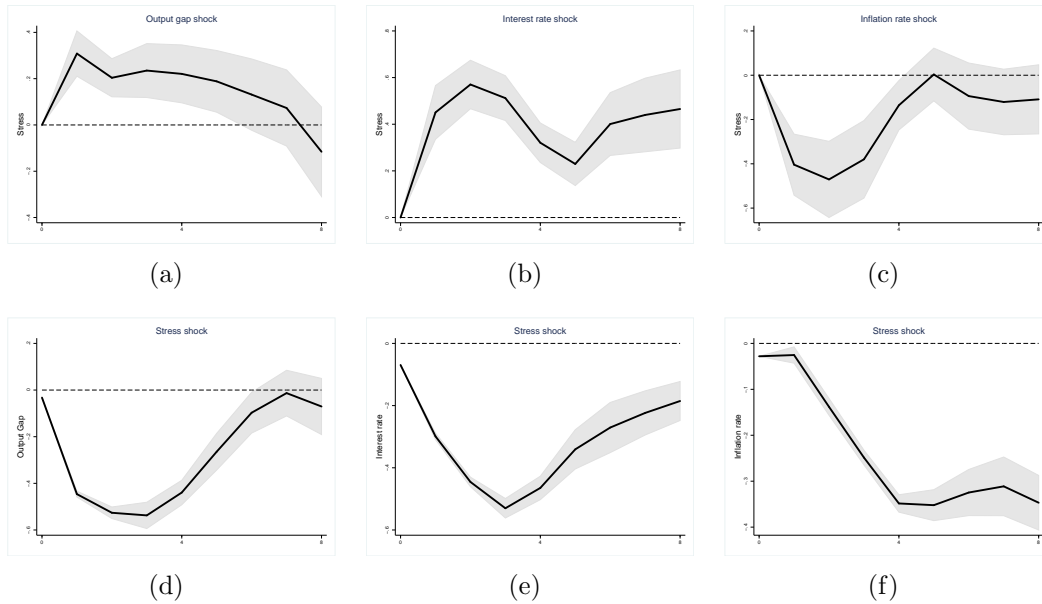 Output gap shock
Stress
.4
.2
0
-.2
-.4
0
4
8
(a)
Interest rate shock
Stress
.8
.6
.4
.2
0
0
4
8
(b)
Inflation rate shock
Stress
.2
0
-.2
-.4
-.6
0
4
8
(c)
Stress shock
Output Gap
.2
0
-.2
-.4
-.6
0
4
8
(d)
Stress shock
Interest rate
0
-.2
-.4
-.6
0
4
8
(e)
Stress shock
Inflation rate
0
-.1
-.2
-.3
-.4
0
4
8
(f)